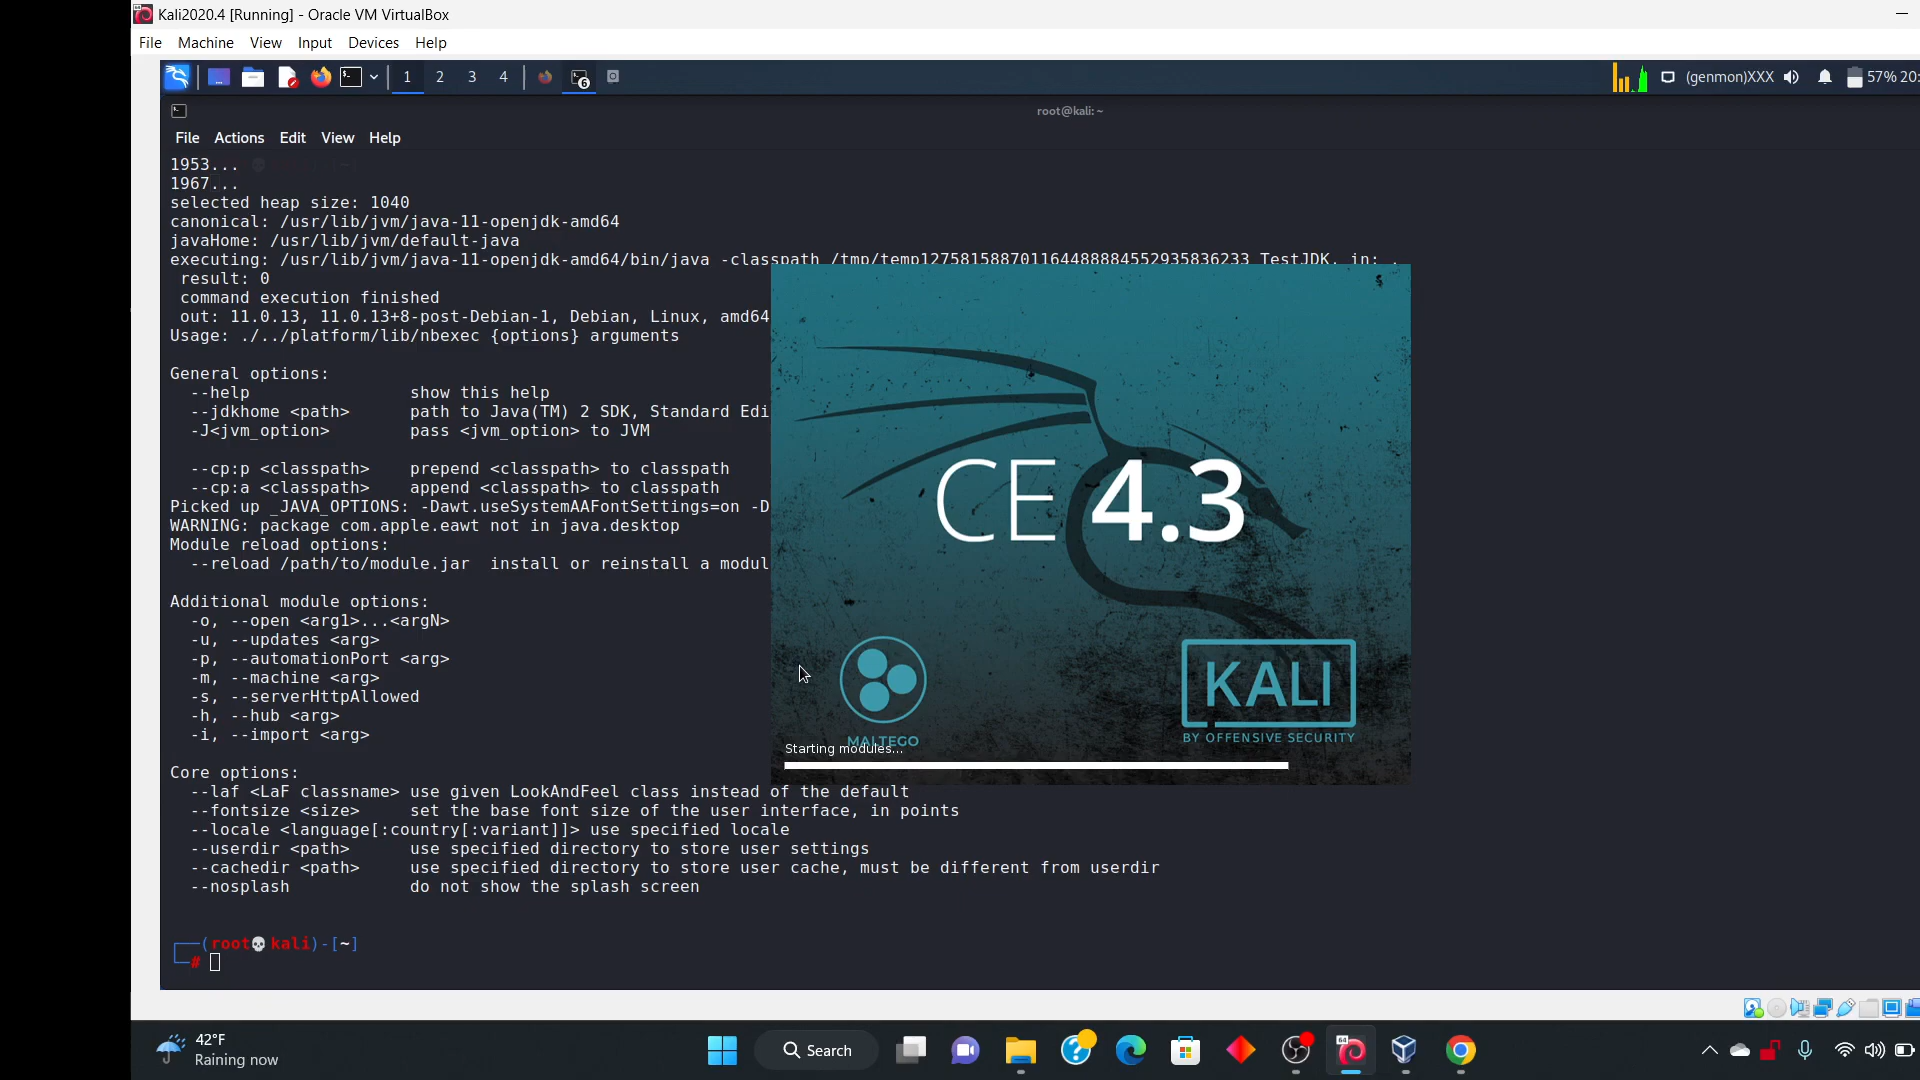 Kali2020.4 [Running] - Oracle VM VirtualBox
File Machine View Input Devices Help
1 2 3 4
6
(genmon)XXX
57% 20:
root@kali: ~
File Actions Edit View Help
1953...
1967...
selected heap size: 1040
canonical: /usr/lib/jvm/java-11-openjdk-amd64
javaHome: /usr/lib/jvm/default-java
executing: /usr/lib/jvm/java-11-openjdk-amd64/bin/java -classpath /tmp/temp12758158870116448888455293583623​3 TestJDK, in: .
result: 0
command execution finished
out: 11.0.13, 11.0.13+8-post-Debian-1, Debian, Linux, amd64
Usage: ./../platform/lib/nbexec {options} arguments
General options:
--help show this help
--jdkhome <path> path to Java(TM) 2 SDK, Standard Edi
-J<jvm_option> pass <jvm_option> to JVM
--cp:p <classpath> prepend <classpath> to classpath
--cp:a <classpath> append <classpath> to classpath
Picked up _JAVA_OPTIONS: -Dawt.useSystemAAFontSettings=on -D
WARNING: package com.apple.eawt not in java.desktop
Module reload options:
--reload /path/to/module.jar install or reinstall a modul
Additional module options:
-o, --open <arg1>...<argN>
-u, --updates <arg>
-p, --automationPort <arg>
-m, --machine <arg>
-s, --serverHttpAllowed
-h, --hub <arg>
-i, --import <arg>
Core options:
--laf <LaF classname> use given LookAndFeel class instead of the default
--fontsize <size> set the base font size of the user interface, in points
--locale <language[:country[:variant]]> use specified locale
--userdir <path> use specified directory to store user settings
--cachedir <path> use specified directory to store user cache, must be different from userdir
--nosplash do not show the splash screen
(root💀kali)-[~]
#
CE 4.3
MALTEGO
KALI
BY OFFENSIVE SECURITY
Starting modules...
42°F
Raining now
Search
64